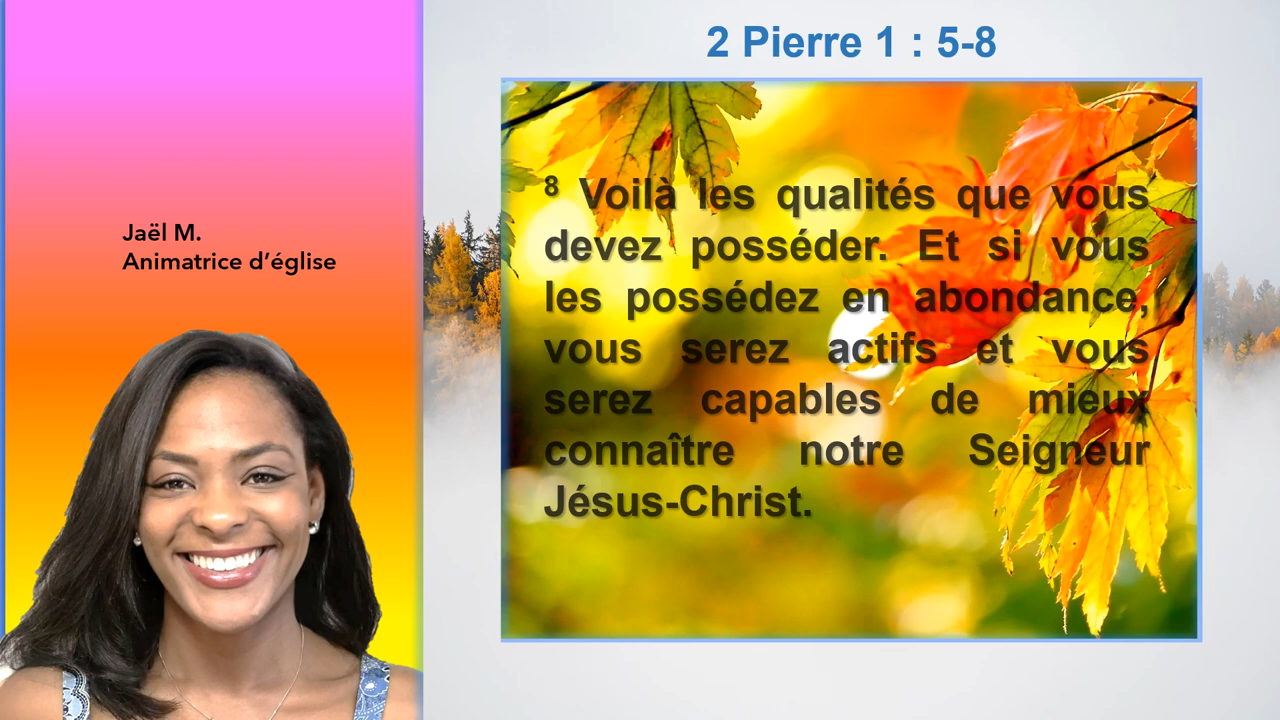 2 Pierre 1 : 5-8
Jaël M.
Animatrice d’église
8 Voilà les qualités que vous
devez posséder. Et si vous
les possédez en abondance,
vous serez actifs et vous
serez capables de mieux
connaître notre Seigneur
Jésus-Christ.